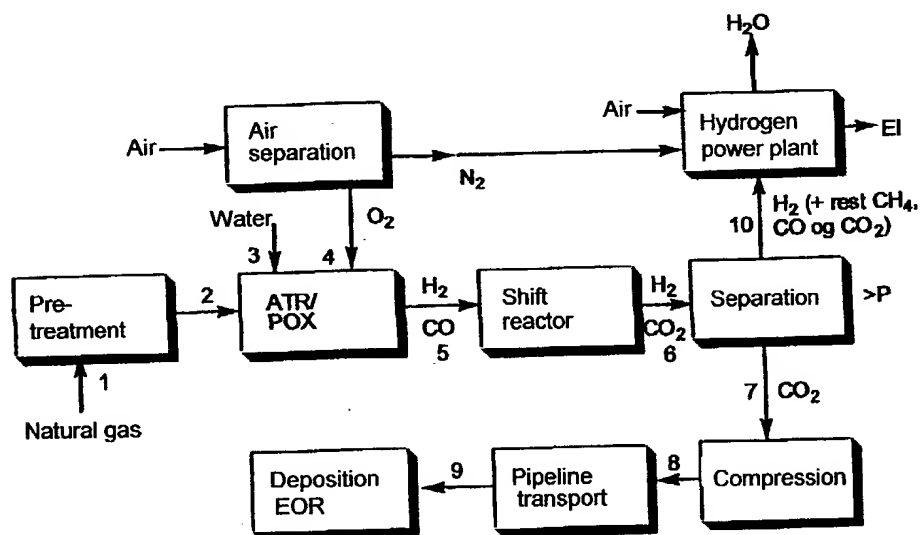 H₂O
Air
Hydrogen
power plant
El
Air
Air
separation
N₂
H₂ (+ rest CH₄,
CO og CO₂)
10
Water
O₂
3
4
Pre-
treatment
2
ATR/
POX
H₂
CO
5
Shift
reactor
H₂
CO₂
6
Separation
>P
1
Natural gas
7
CO₂
Deposition
EOR
9
Pipeline
transport
8
Compression